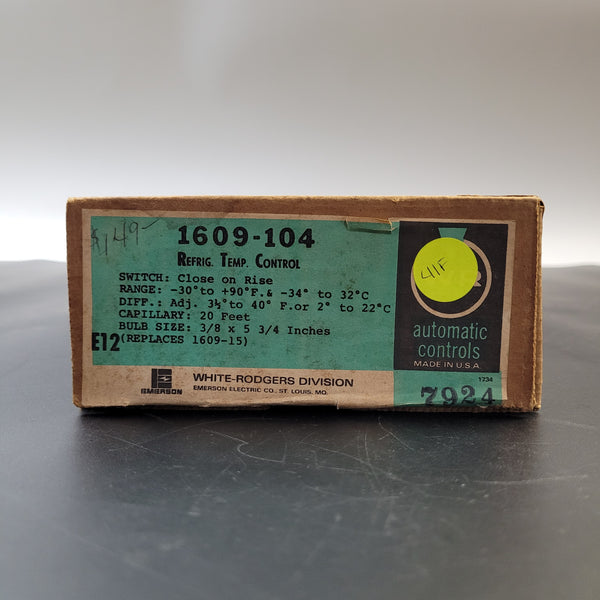 $149-
1609-104
REFRIG. TEMP. CONTROL
SWITCH: Close on Rise
RANGE: -30° to +90°F.& -34° to 32°C
DIFF.: Adj. 3½° to 40° F.or 2° to 22°C
CAPILLARY: 20 Feet
BULB SIZE: 3/8 x 5 3/4 Inches
E12
(REPLACES 1609-15)
EMERSON
WHITE-RODGERS DIVISION
EMERSON ELECTRIC CO., ST. LOUIS, MO.
411F
automatic
controls
MADE IN U.S.A
1234
7924